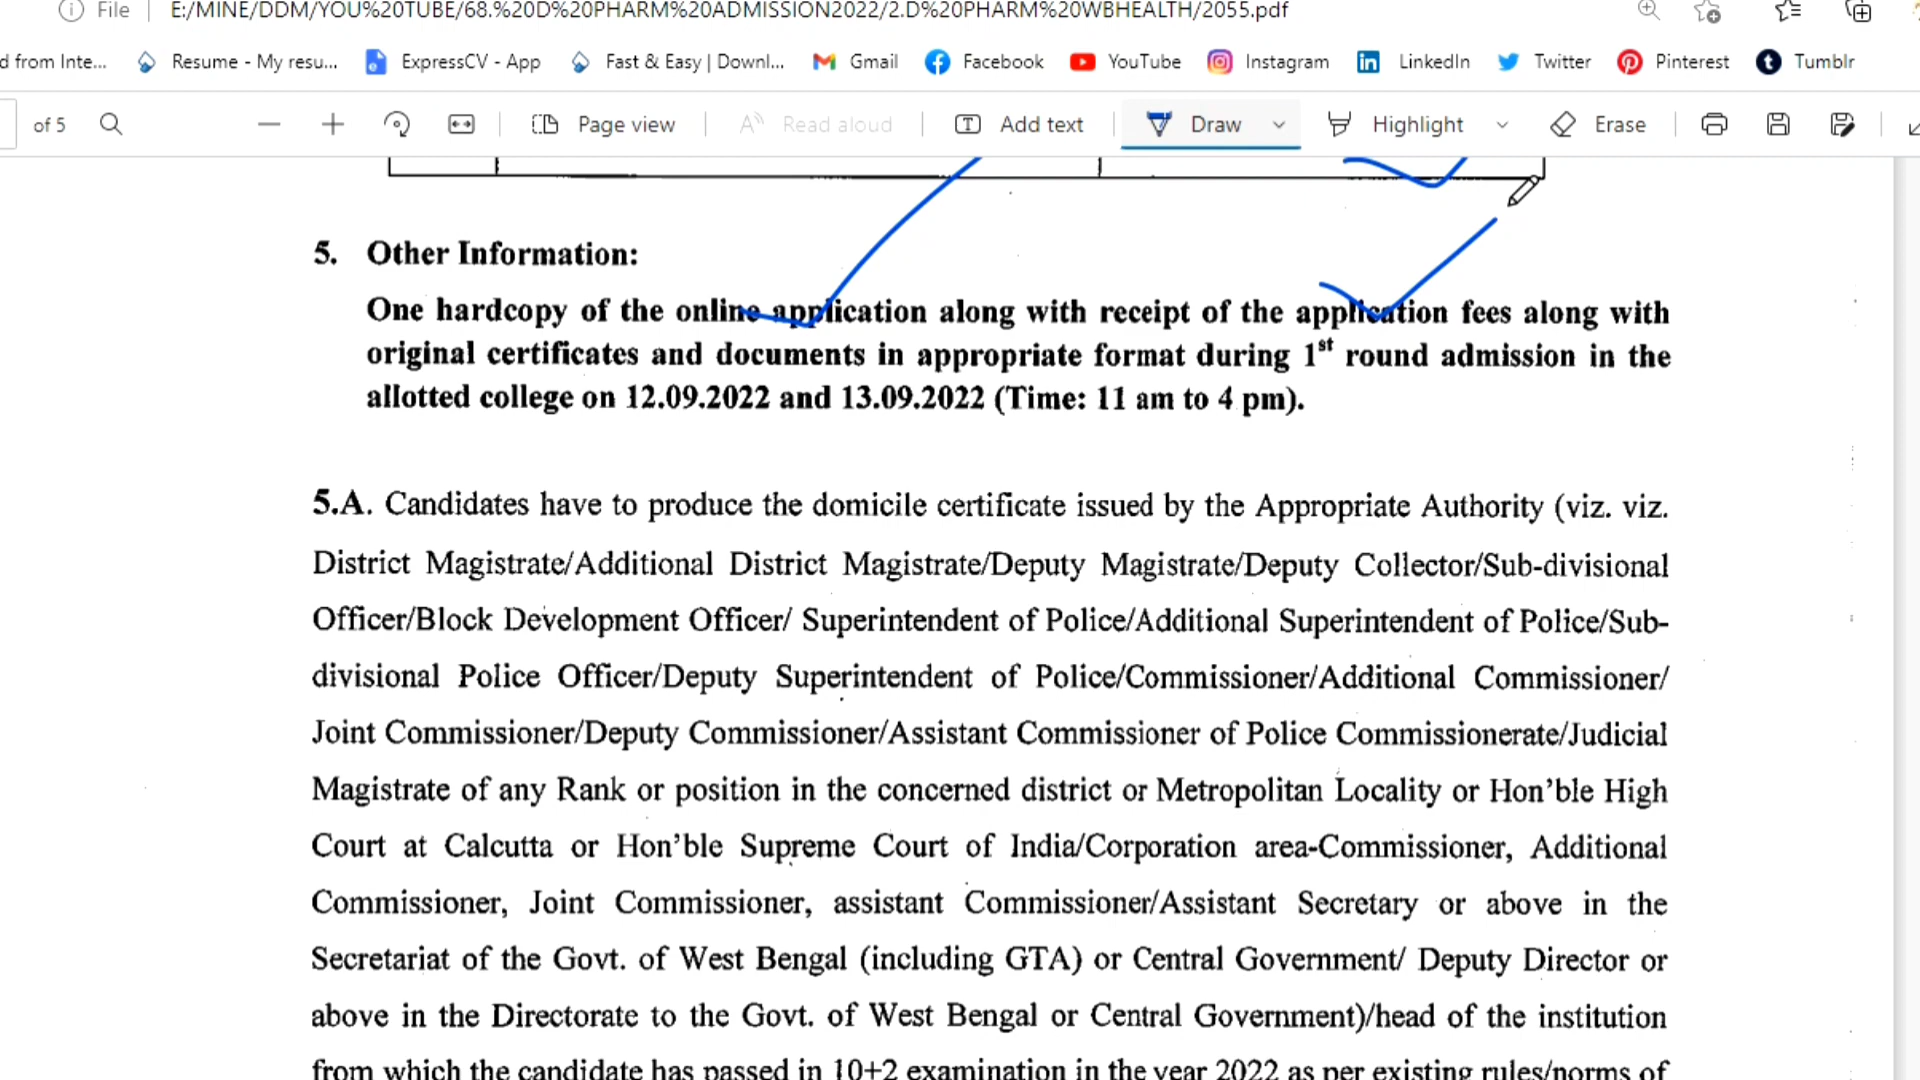 File E:/MINE/DDM/YOU%20TUBE/68.%20D%20PHARM%20ADMISSION2022/2.D%20PHARM%20WBHEALTH/2055.pdf
d from Inte... Resume - My resu... ExpressCV - App Fast & Easy | Downl... Gmail Facebook YouTube Instagram LinkedIn Twitter Pinterest Tumblr
of 5 Page view Read aloud Add text Draw Highlight Erase
5. Other Information:
One hardcopy of the online application along with receipt of the application fees along with
original certificates and documents in appropriate format during 1st round admission in the
allotted college on 12.09.2022 and 13.09.2022 (Time: 11 am to 4 pm).
5.A. Candidates have to produce the domicile certificate issued by the Appropriate Authority (viz. viz.
District Magistrate/Additional District Magistrate/Deputy Magistrate/Deputy Collector/Sub-divisional
Officer/Block Development Officer/ Superintendent of Police/Additional Superintendent of Police/Sub-
divisional Police Officer/Deputy Superintendent of Police/Commissioner/Additional Commissioner/
Joint Commissioner/Deputy Commissioner/Assistant Commissioner of Police Commissionerate/Judicial
Magistrate of any Rank or position in the concerned district or Metropolitan Locality or Hon'ble High
Court at Calcutta or Hon'ble Supreme Court of India/Corporation area-Commissioner, Additional
Commissioner, Joint Commissioner, assistant Commissioner/Assistant Secretary or above in the
Secretariat of the Govt. of West Bengal (including GTA) or Central Government/ Deputy Director or
above in the Directorate to the Govt. of West Bengal or Central Government)/head of the institution
from which the candidate has passed in 10+2 examination in the year 2022 as per existing rules/norms of